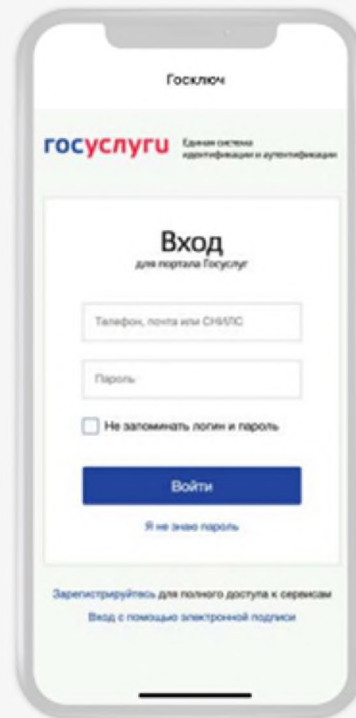 Госключ
госуслуги
Единая система
идентификации и аутентификации
Вход
для портала Госуслуг
Телефон, почта или СНИЛС
Пароль
Не запоминать логин и пароль
Войти
Я не знаю пароль
Зарегистрируйтесь для полного доступа к сервисам
Вход с помощью электронной подписи